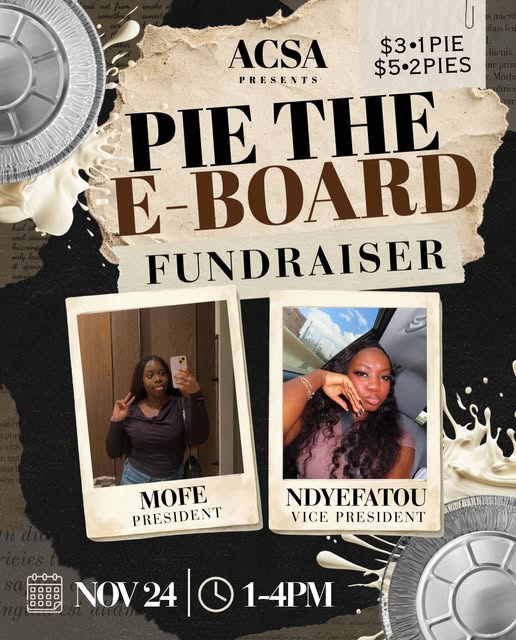 ACSA
PRESENTS
$3•1PIE
$5•2PIES
PIE THE
E-BOARD
FUNDRAISER
MOFE
PRESIDENT
NDYEFATOU
VICE PRESIDENT
NOV 24 | 1-4PM